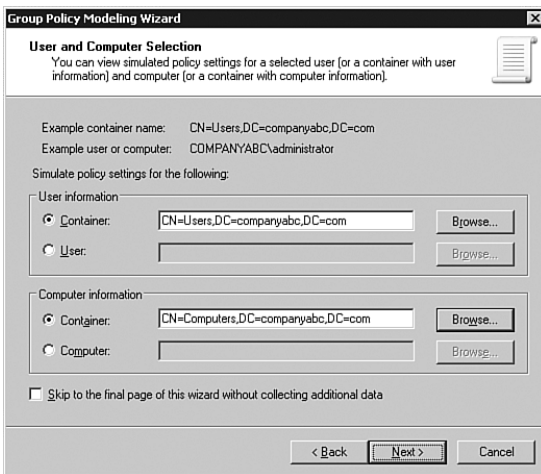 Group Policy Modeling Wizard
User and Computer Selection
You can view simulated policy settings for a selected user (or a container with user
information) and computer (or a container with computer information).
Example container name: CN=Users,DC=companyabc,DC=com
Example user or computer: COMPANYABC\administrator
Simulate policy settings for the following:
User information
Container: CN=Users,DC=companyabc,DC=com Browse...
User: Browse...
Computer information
Container: CN=Computers,DC=companyabc,DC=com Browse...
Computer: Browse...
Skip to the final page of this wizard without collecting additional data
< Back Next > Cancel